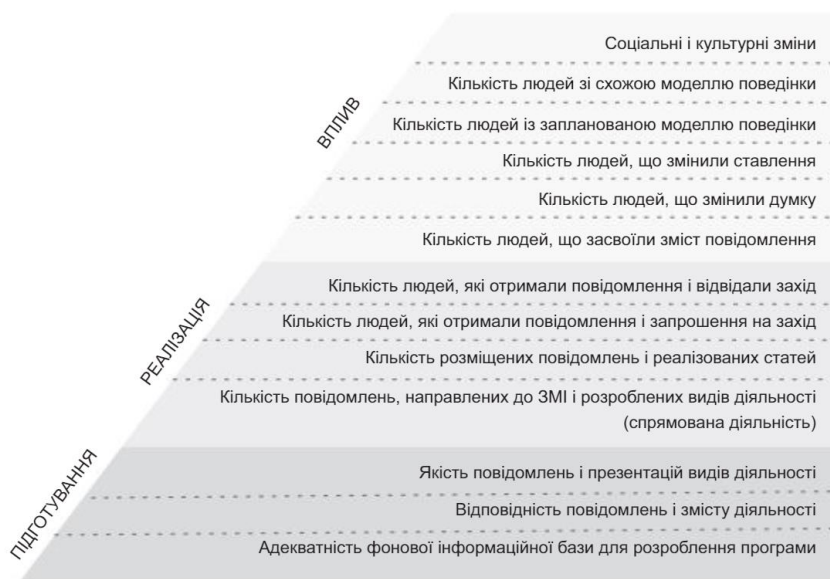 Соціальні і культурні зміни
Кількість людей зі схожою моделлю поведінки
Кількість людей із запланованою моделлю поведінки
Кількість людей, що змінили ставлення
Кількість людей, що змінили думку
Кількість людей, що засвоїли зміст повідомлення
ВПЛИВ
Кількість людей, які отримали повідомлення і відвідали захід
Кількість людей, які отримали повідомлення і запрошення на захід
Кількість розміщених повідомлень і реалізованих статей
Кількість повідомлень, направлених до ЗМІ і розроблених видів діяльності
(спрямована діяльність)
РЕАЛІЗАЦІЯ
Якість повідомлень і презентацій видів діяльності
Відповідність повідомлень і змісту діяльності
Адекватність фонової інформаційної бази для розроблення програми
ПІДГОТУВАННЯ